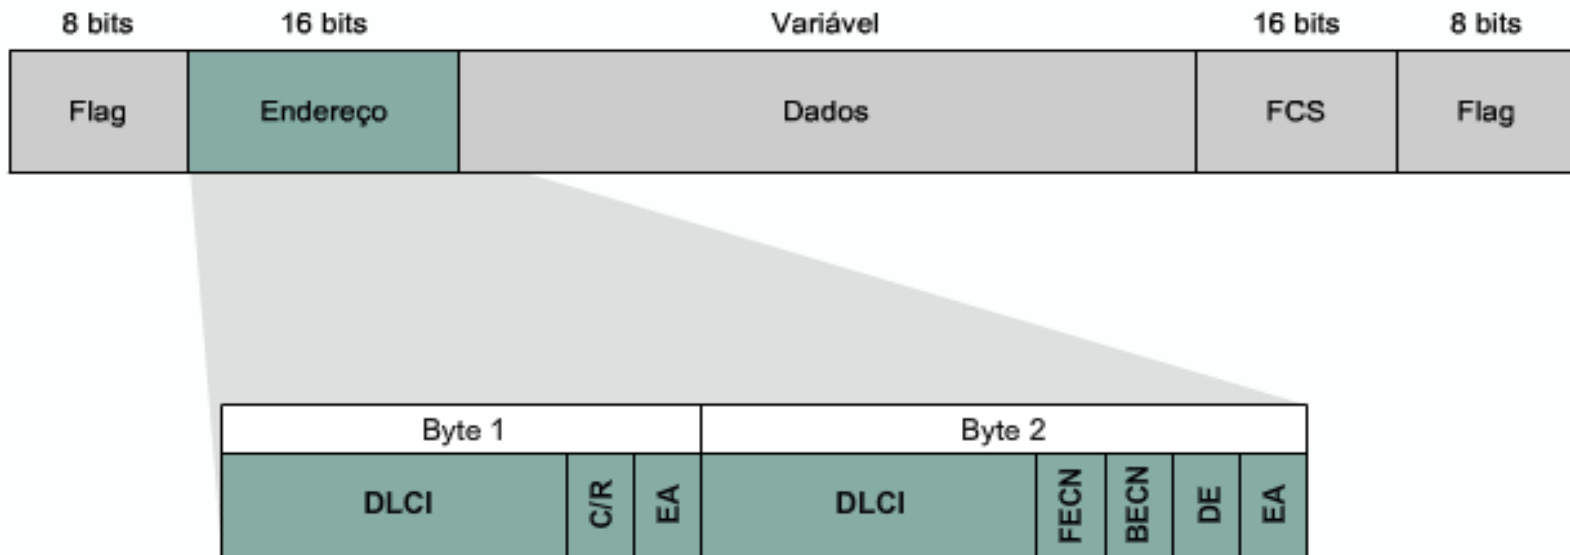 8 bits 16 bits Variável 16 bits 8 bits
Flag Endereço Dados FCS Flag
Byte 1 Byte 2
DLCI C/R EA DLCI FECN BECN DE EA